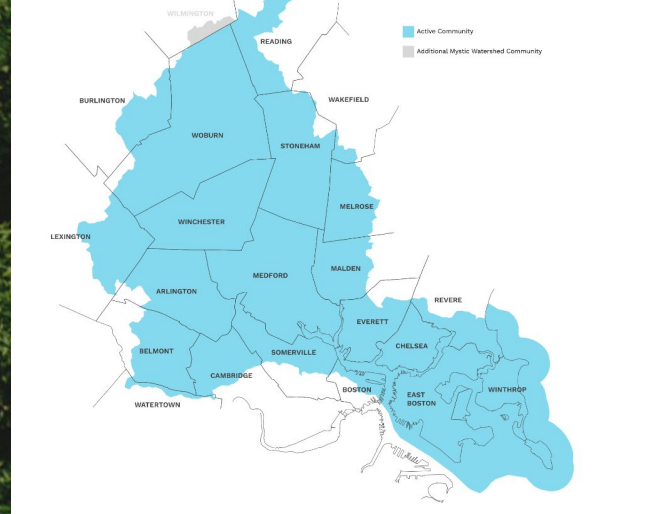 WILMINGTON
READING
Active Community
Additional Mystic Watershed Community
BURLINGTON
WAKEFIELD
WOBURN
STONEHAM
MELROSE
WINCHESTER
LEXINGTON
MEDFORD
MALDEN
ARLINGTON
REVERE
EVERETT
CHELSEA
BELMONT
SOMERVILLE
CAMBRIDGE
BOSTON
EAST
BOSTON
WINTHROP
WATERTOWN